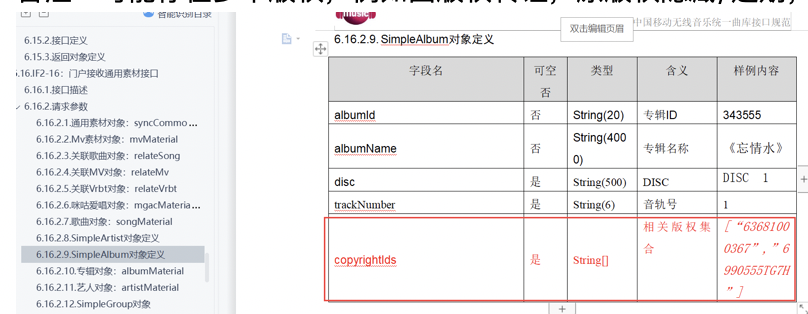 智能识别目录
6.15.2.接口定义
6.15.3.返回对象定义
6.16.IF2-16：门户接收通用素材接口
6.16.1.接口描述
6.16.2.请求参数
6.16.2.1.通用素材对象：syncCommo ...
6.16.2.2.Mv素材对象：mvMaterial
6.16.2.3.关联歌曲对象：relateSong
6.16.2.4.关联MV对象：relateMv
6.16.2.5.关联Vrbt对象：relateVrbt
6.16.2.6.咪咕爱唱对象：mgacMateria...
6.16.2.7.歌曲对象：songMaterial
6.16.2.8.SimpleArtist对象定义
6.16.2.9.SimpleAlbum对象定义
6.16.2.10.专辑对象：albumMaterial
6.16.2.11.艺人对象：artistMaterial
6.16.2.12.SimpleGroup对象
music
双击编辑页眉
中国移动无线音乐统一曲库接口规范
6.16.2.9. SimpleAlbum对象定义
字段名 可空否 类型 含义 样例内容
albumId 否 String(20) 专辑ID 343555
albumName 否 String(4000) 专辑名称 《忘情水》
disc 是 String(500) DISC DISC 1
trackNumber 是 String(6) 音轨号 1
copyrightIds 是 String[] 相关版权集合 ["63681000367","6990555TG7H"]